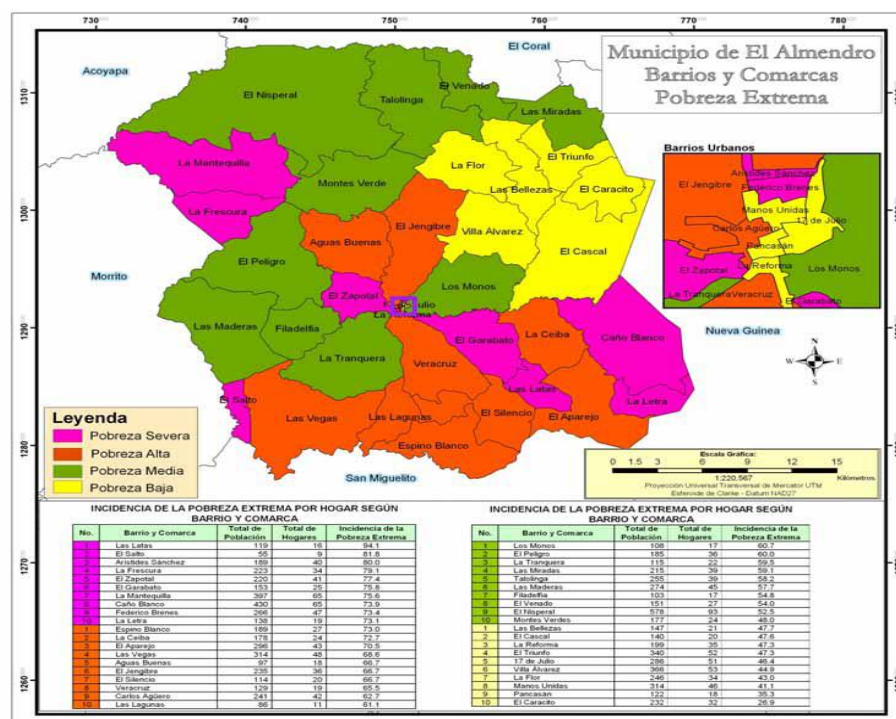 730 740 750 760 770 780
El Coral
Municipio de El Almendro
Barrios y Comarcas
Pobreza Extrema
Acoyapa
1310
El Nisperal
Talolinga
El Venado
Las Miradas
Barrios Urbanos
La Mantequilla
La Flor
El Triunfo
Las Bellezas
El Caracito
Montes Verde
La Frescura
1300
El Jengibre
Aguas Buenas
Villa Álvarez
El Cascal
Arístides Sánchez
Federico Brenes
El Jengibre
Manos Unidas
17 de Julio
Carlos Agüero
Pancasán
La Reforma
El Zapotal
Los Monos
La Tranquera
Veracruz
El Garabato
El Peligro
Morrito
El Zapotal
Los Monos
Nueva Guinea
1290
Las Maderas
Filadelfia
La Tranquera
Veracruz
El Garabato
La Ceiba
Caño Blanco
Las Latas
La Letra
El Salto
Las Vegas
Las Lagunas
El Silencio
El Aparejo
Espino Blanco
1280
San Miguelito
N
W E
S
Leyenda
Pobreza Severa
Pobreza Alta
Pobreza Media
Pobreza Baja
Escala Gráfica:
0 1.5 3 6 9 12 15
Kilómetros
1:220,567
Proyección Universal Transversal de Mercator UTM
Esferoide de Clarke - Datum NAD27
INCIDENCIA DE LA POBREZA EXTREMA POR HOGAR SEGÚN
BARRIO Y COMARCA
No. Barrio y Comarca Total de Población Total de Hogares Incidencia de la Pobreza Extrema
1 Las Latas 119 16 94.1
2 El Salto 55 9 81.8
3 Arístides Sánchez 189 40 80.0
4 La Frescura 223 34 79.1
5 El Zapotal 220 41 77.4
6 El Garabato 153 25 75.8
7 La Mantequilla 397 65 75.6
8 Caño Blanco 430 65 73.9
9 Federico Brenes 266 47 73.4
10 La Letra 138 19 73.1
1 Espino Blanco 189 27 73.0
2 La Ceiba 178 24 72.7
3 El Aparejo 296 43 70.5
4 Las Vegas 314 48 68.6
5 Aguas Buenas 97 18 66.7
6 El Jengibre 235 36 66.7
7 El Silencio 114 20 66.7
8 Veracruz 129 19 65.5
9 Carlos Agüero 241 42 62.7
10 Las Lagunas 86 11 61.1
INCIDENCIA DE LA POBREZA EXTREMA POR HOGAR SEGÚN
BARRIO Y COMARCA
No. Barrio y Comarca Total de Población Total de Hogares Incidencia de la Pobreza Extrema
1 Los Monos 108 17 60.7
2 El Peligro 185 36 60.0
3 La Tranquera 115 22 59.5
4 Las Miradas 215 39 59.1
5 Talolinga 255 39 58.2
6 Las Maderas 274 45 57.7
7 Filadelfia 103 17 54.8
8 El Venado 151 27 54.0
9 El Nisperal 578 93 52.5
10 Montes Verdes 177 24 48.0
1 Las Bellezas 147 21 47.7
2 El Cascal 140 20 47.6
3 La Reforma 199 35 47.3
4 El Triunfo 340 52 47.3
5 17 de Julio 286 51 46.4
6 Villa Álvarez 366 53 44.9
7 La Flor 246 34 43.0
8 Manos Unidas 314 46 41.1
9 Pancasán 122 18 35.3
10 El Caracito 232 32 26.9
1270
1260
730 740 750 760 770 780